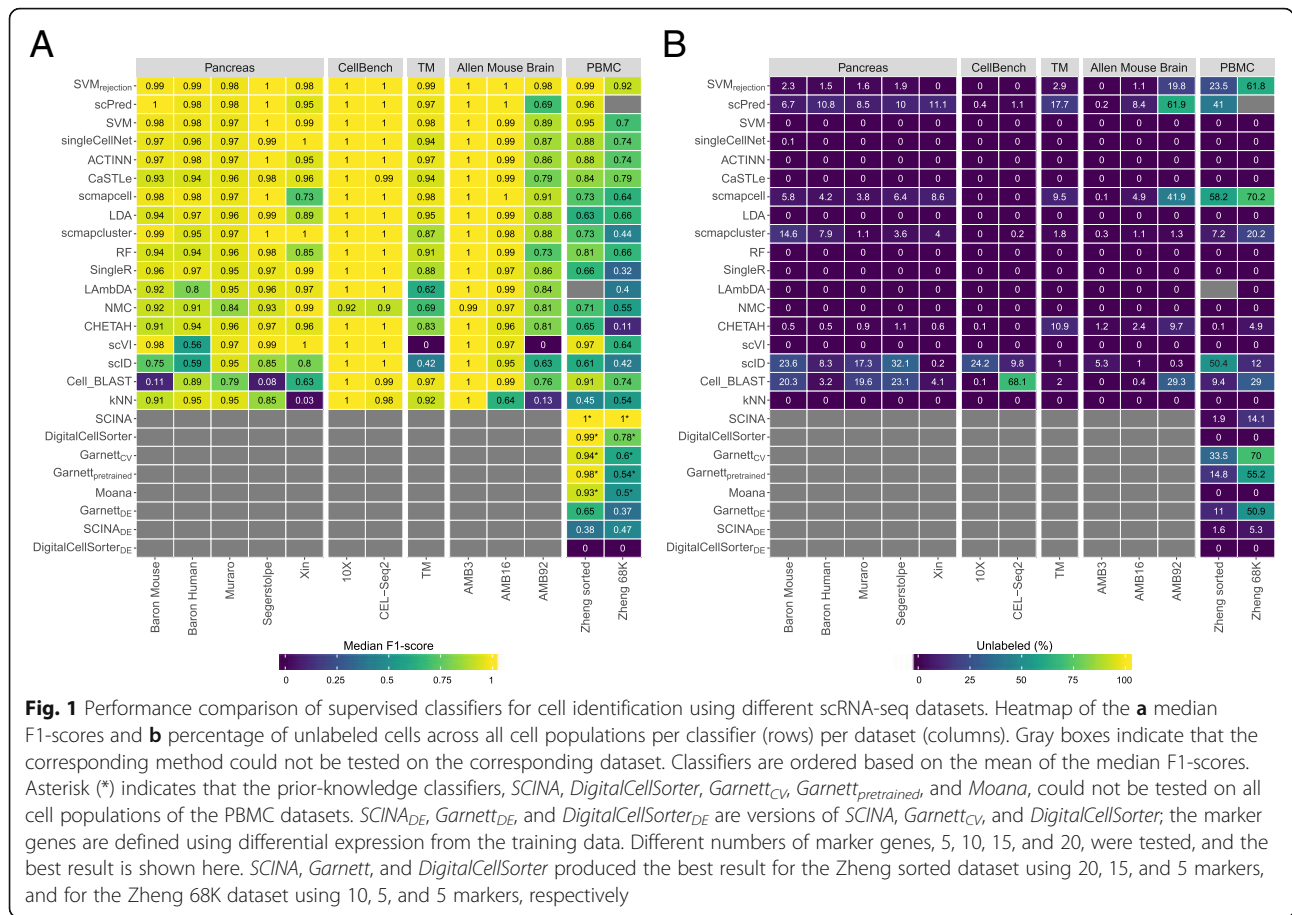 A
B
Pancreas CellBench TM Allen Mouse Brain PBMC
Pancreas CellBench TM Allen Mouse Brain PBMC
SVMrejection 0.99 0.99 0.98 1 0.98 1 1 0.99 1 1 0.98 0.99 0.92
scPred 1 0.98 0.98 1 0.95 1 1 0.97 1 1 0.69 0.96
SVM 0.98 0.98 0.97 1 0.99 1 1 0.98 1 0.99 0.89 0.95 0.7
singleCellNet 0.97 0.96 0.97 0.99 1 1 1 0.97 1 0.99 0.87 0.88 0.74
ACTINN 0.97 0.98 0.97 1 0.95 1 1 0.97 1 0.99 0.86 0.88 0.74
CaSTLe 0.93 0.94 0.96 0.98 0.96 1 0.99 0.94 1 0.99 0.79 0.84 0.79
scmapcell 0.98 0.98 0.97 1 0.73 1 1 0.98 1 1 0.91 0.73 0.64
LDA 0.94 0.97 0.96 0.99 0.89 1 1 0.95 1 0.99 0.88 0.63 0.66
scmapcluster 0.99 0.95 0.97 1 1 1 1 0.87 1 0.98 0.88 0.73 0.44
RF 0.94 0.94 0.96 0.98 0.85 1 1 0.91 1 0.99 0.73 0.81 0.66
SingleR 0.96 0.97 0.95 0.97 0.99 1 1 0.88 1 0.97 0.86 0.66 0.32
LAmbDA 0.92 0.8 0.95 0.96 0.97 1 1 0.62 1 0.99 0.84 0.4
NMC 0.92 0.91 0.84 0.93 0.99 0.92 0.9 0.69 0.99 0.97 0.81 0.71 0.55
CHETAH 0.91 0.94 0.96 0.97 0.96 1 1 0.83 1 0.96 0.81 0.65 0.11
scVI 0.98 0.56 0.97 0.99 1 1 1 0 1 1 0 0.97 0.64
scID 0.75 0.59 0.95 0.85 0.8 1 1 0.42 1 0.95 0.63 0.61 0.42
Cell_BLAST 0.11 0.89 0.79 0.08 0.63 1 0.99 0.97 1 0.99 0.76 0.91 0.74
kNN 0.91 0.95 0.95 0.85 0.03 1 0.98 0.92 1 0.64 0.13 0.45 0.54
SCINA 1* 1*
DigitalCellSorter 0.99* 0.78*
GarnettCV 0.94* 0.6*
Garnettpretrained 0.98* 0.54*
Moana 0.93* 0.5*
GarnettDE 0.65 0.37
SCINADE 0.38 0.47
DigitalCellSorterDE 0 0
Baron Mouse Baron Human Muraro Segerstolpe Xin 10X CEL-Seq2 TM AMB3 AMB16 AMB92 Zheng sorted Zheng 68K
Median F1-score
0 0.25 0.5 0.75 1
SVMrejection 2.3 1.5 1.6 1.9 0 0 0 2.9 0 1.1 19.8 23.5 61.8
scPred 6.7 10.8 8.5 10 11.1 0.4 1.1 17.7 0.2 8.4 61.9 41
SVM 0 0 0 0 0 0 0 0 0 0 0 0 0
singleCellNet 0.1 0 0 0 0 0 0 0 0 0 0 0 0
ACTINN 0 0 0 0 0 0 0 0 0 0 0 0 0
CaSTLe 0 0 0 0 0 0 0 0 0 0 0 0 0
scmapcell 5.8 4.2 3.8 6.4 8.6 0 0 9.5 0.1 4.9 41.9 58.2 70.2
LDA 0 0 0 0 0 0 0 0 0 0 0 0 0
scmapcluster 14.6 7.9 1.1 3.6 4 0 0.2 1.8 0.3 1.1 1.3 7.2 20.2
RF 0 0 0 0 0 0 0 0 0 0 0 0 0
SingleR 0 0 0 0 0 0 0 0 0 0 0 0 0
LAmbDA 0 0 0 0 0 0 0 0 0 0 0 0
NMC 0 0 0 0 0 0 0 0 0 0 0 0 0
CHETAH 0.5 0.5 0.9 1.1 0.6 0.1 0 10.9 1.2 2.4 9.7 0.1 4.9
scVI 0 0 0 0 0 0 0 0 0 0 0 0 0
scID 23.6 8.3 17.3 32.1 0.2 24.2 9.8 1 5.3 1 0.3 50.4 12
Cell_BLAST 20.3 3.2 19.6 23.1 4.1 0.1 68.1 2 0 0.4 29.3 9.4 29
kNN 0 0 0 0 0 0 0 0 0 0 0 0 0
SCINA 1.9 14.1
DigitalCellSorter 0 0
GarnettCV 33.5 70
Garnettpretrained 14.8 55.2
Moana 0 0
GarnettDE 11 50.9
SCINADE 1.6 5.3
DigitalCellSorterDE 0 0
Baron Mouse Baron Human Muraro Segerstolpe Xin 10X CEL-Seq2 TM AMB3 AMB16 AMB92 Zheng sorted Zheng 68K
Unlabeled (%)
0 25 50 75 100
Fig. 1 Performance comparison of supervised classifiers for cell identification using different scRNA-seq datasets. Heatmap of the a median
F1-scores and b percentage of unlabeled cells across all cell populations per classifier (rows) per dataset (columns). Gray boxes indicate that the
corresponding method could not be tested on the corresponding dataset. Classifiers are ordered based on the mean of the median F1-scores.
Asterisk (*) indicates that the prior-knowledge classifiers, SCINA, DigitalCellSorter, GarnettCV, Garnettpretrained, and Moana, could not be tested on all
cell populations of the PBMC datasets. SCINADE, GarnettDE, and DigitalCellSorterDE are versions of SCINA, GarnettCV, and DigitalCellSorter; the marker
genes are defined using differential expression from the training data. Different numbers of marker genes, 5, 10, 15, and 20, were tested, and the
best result is shown here. SCINA, Garnett, and DigitalCellSorter produced the best result for the Zheng sorted dataset using 20, 15, and 5 markers,
and for the Zheng 68K dataset using 10, 5, and 5 markers, respectively